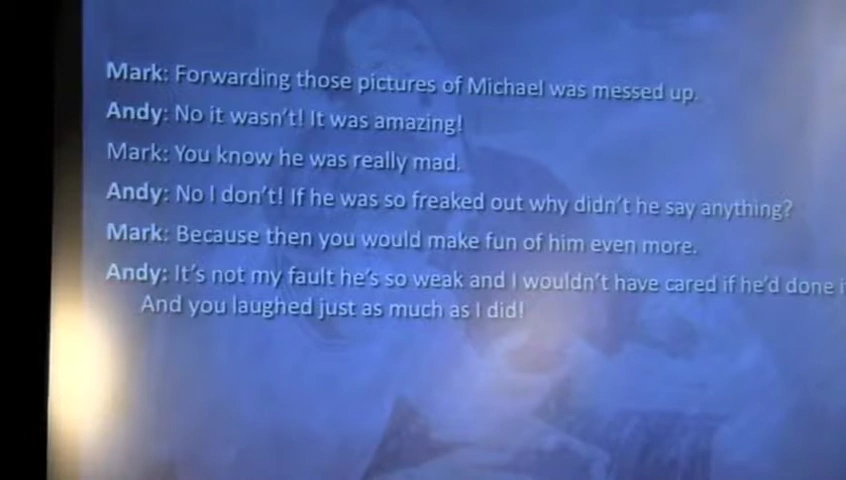 Mark: Forwarding those pictures of Michael was messed up.
Andy: No it wasn't! It was amazing!
Mark: You know he was really mad.
Andy: No I don't! If he was so freaked out why didn't he say anything?
Mark: Because then you would make fun of him even more.
Andy: It's not my fault he's so weak and I wouldn't have cared if he'd done
And you laughed just as much as I did!